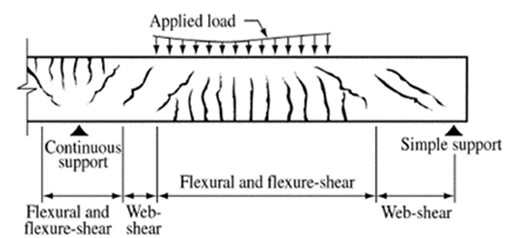 Applied load
Continuous
support
Simple support
Flexural and flexure-shear
Flexural and
flexure-shear
Web-
shear
Web-shear